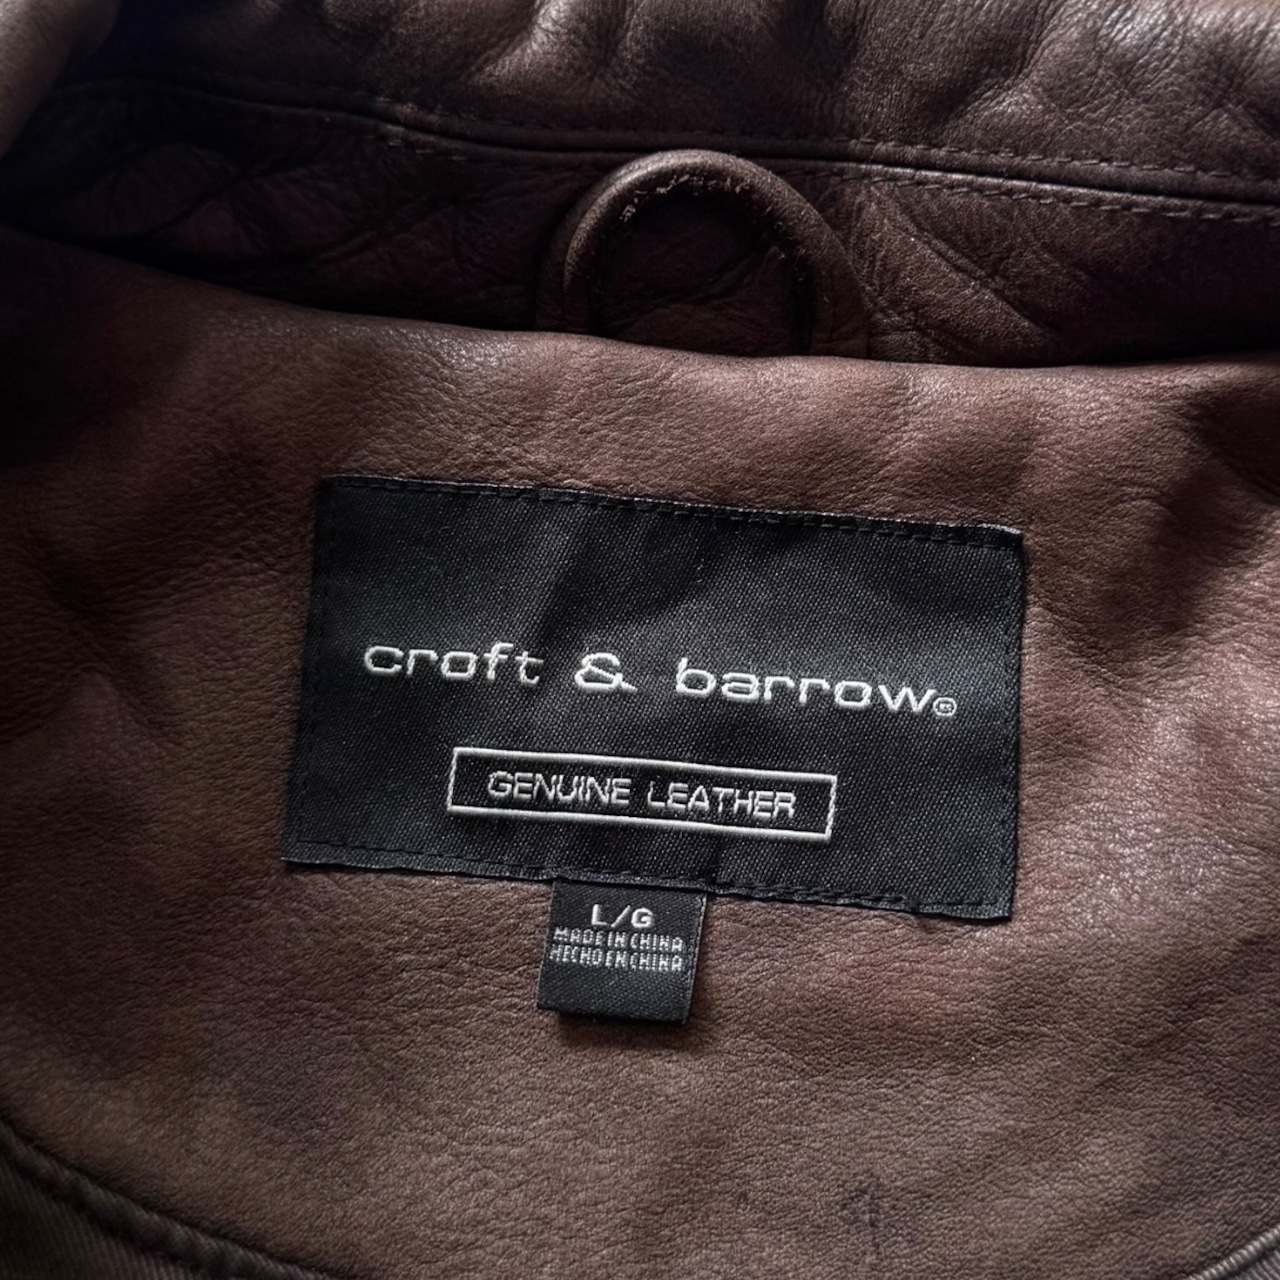 croft & barrow®
GENUINE LEATHER
L/G
MADE IN CHINA
HECHO EN CHINA